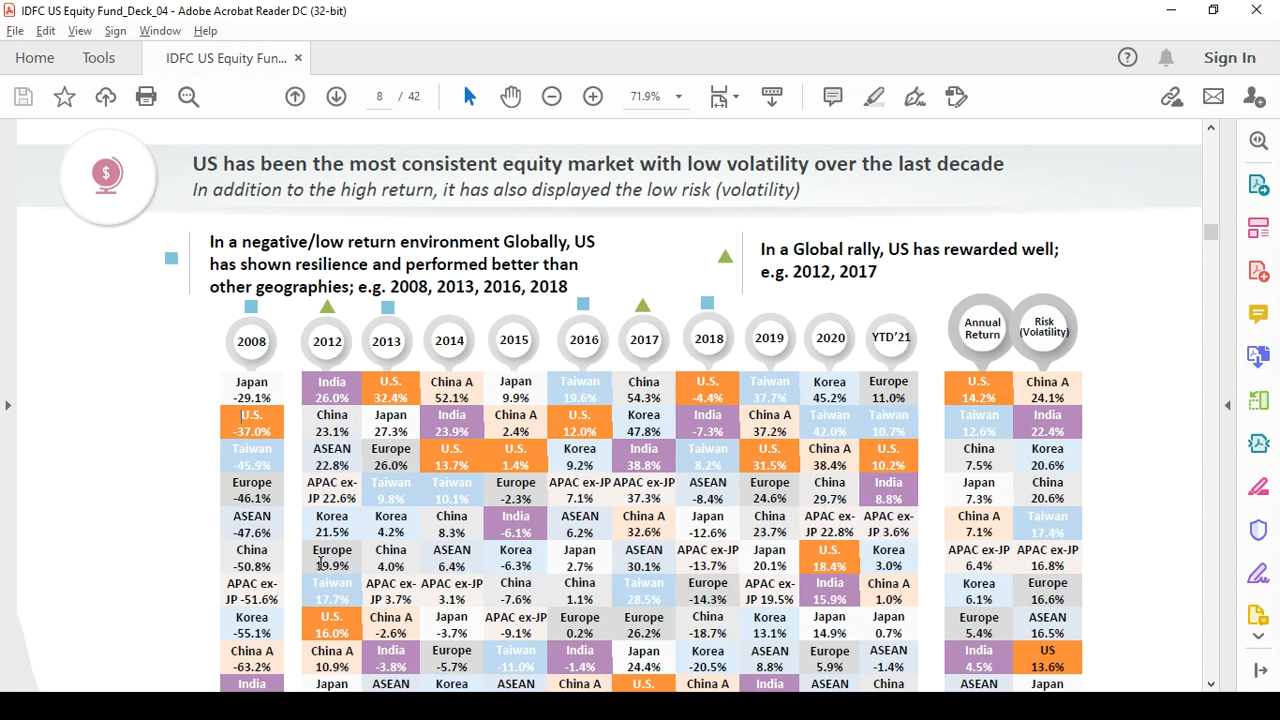 IDFC US Equity Fund_Deck_04 - Adobe Acrobat Reader DC (32-bit)
File Edit View Sign Window Help
Home Tools IDFC US Equity Fun... × Sign In
8 / 42 71.9%
US has been the most consistent equity market with low volatility over the last decade
In addition to the high return, it has also displayed the low risk (volatility)
In a negative/low return environment Globally, US
has shown resilience and performed better than
other geographies; e.g. 2008, 2013, 2016, 2018
In a Global rally, US has rewarded well;
e.g. 2012, 2017
2008 2012 2013 2014 2015 2016 2017 2018 2019 2020 YTD'21 Annual Risk
Return (Volatility)
Japan India U.S. China A Japan Taiwan China U.S. Taiwan Korea Europe U.S. China A
-29.1% 26.0% 32.4% 52.1% 9.9% 19.6% 54.3% -4.4% 37.7% 45.2% 11.0% 14.2% 24.1%
U.S. China Japan India China A U.S. Korea India China A Taiwan Taiwan Taiwan India
-37.0% 23.1% 27.3% 23.9% 2.4% 12.0% 47.8% -7.3% 37.2% 42.0% 10.7% 12.6% 22.4%
Taiwan ASEAN Europe U.S. U.S. Korea India Taiwan U.S. China A U.S. China Korea
-45.9% 22.8% 26.0% 13.7% 1.4% 9.2% 38.8% 8.2% 31.5% 38.4% 10.2% 7.5% 20.6%
Europe APAC ex- Taiwan Taiwan Europe APAC ex-JP APAC ex- ASEAN Europe China India Japan China
-46.1% JP 22.6% 9.8% 10.1% -2.3% 7.1% 37.3% -8.4% 24.6% 29.7% 8.8% 7.3% 20.6%
ASEAN Korea Korea China India ASEAN China A Japan China APAC ex- APAC ex- China A Taiwan
-47.6% 21.5% 4.2% 8.3% -6.1% 6.2% 32.6% -12.6% 23.7% JP 22.8% JP 3.6% 7.1% 17.4%
China Europe China ASEAN Korea Japan ASEAN APAC ex-JP Japan U.S. Korea APAC ex-JP APAC ex-JP
-50.8% 19.9% 4.0% 6.4% -6.3% 2.7% 30.1% -13.7% 20.1% 18.4% 3.0% 6.4% 16.8%
APAC ex- Taiwan APAC ex- APAC ex-JP China China Taiwan Europe APAC ex- India China A Korea Europe
JP -51.6% 17.7% JP 3.7% 3.1% -7.6% 1.1% 28.5% -14.3% JP 19.5% 15.9% 1.0% 6.1% 16.6%
Korea U.S. China A Japan APAC ex-JP Europe Europe China Korea Japan Japan Europe ASEAN
-55.1% 16.0% -2.6% -3.7% -9.1% 0.2% 26.2% -18.7% 13.1% 14.9% 0.7% 5.4% 16.5%
China A China A India Europe Taiwan India Japan Korea ASEAN Europe ASEAN India US
-63.2% 10.9% -3.8% -5.7% -11.0% -1.4% 24.4% -20.5% 8.8% 5.9% -1.4% 4.5% 13.6%
India Japan ASEAN Korea ASEAN China A U.S. China A India ASEAN China ASEAN Japan